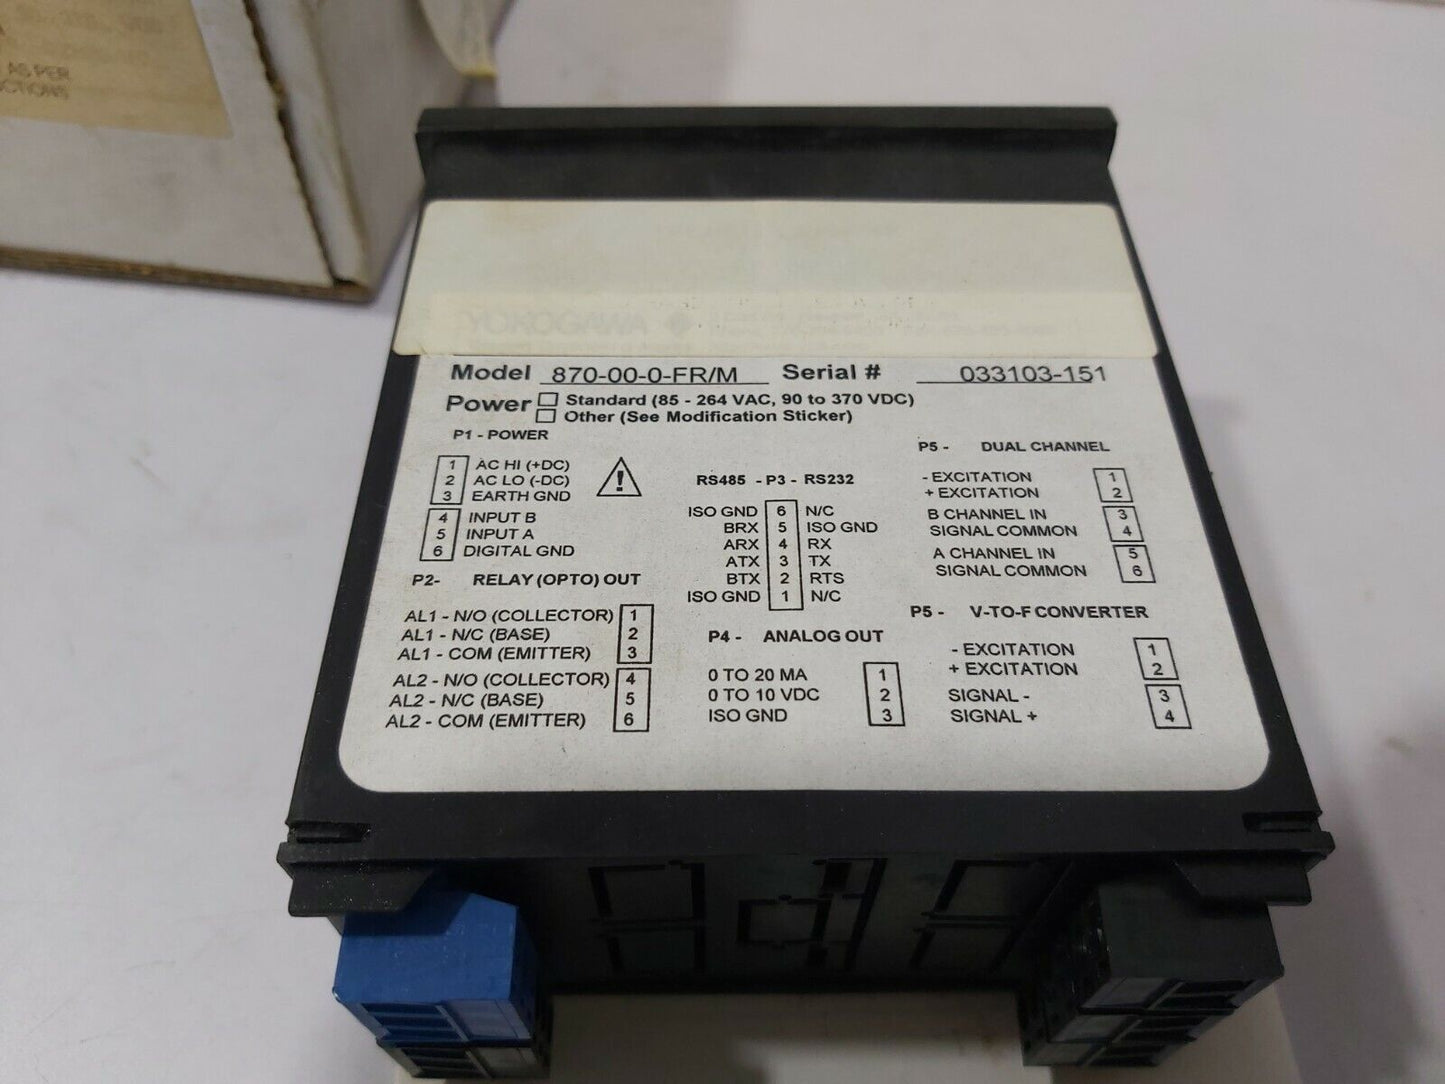 AS PER
YOKOGAWA
Model 870-00-0-FR/M Serial # 033103-151
Power Standard (85 - 264 VAC, 90 to 370 VDC)
Other (See Modification Sticker)
P1 - POWER
1 AC HI (+DC)
2 AC LO (-DC)
3 EARTH GND
4 INPUT B
5 INPUT A
6 DIGITAL GND
P2- RELAY (OPTO) OUT
AL1 - N/O (COLLECTOR) 1
AL1 - N/C (BASE) 2
AL1 - COM (EMITTER) 3
AL2 - N/O (COLLECTOR) 4
AL2 - N/C (BASE) 5
AL2 - COM (EMITTER) 6
RS485 - P3 - RS232
ISO GND 6 N/C
BRX 5 ISO GND
ARX 4 RX
ATX 3 TX
BTX 2 RTS
ISO GND 1 N/C
P4 - ANALOG OUT
0 TO 20 MA 1
0 TO 10 VDC 2
ISO GND 3
P5 - DUAL CHANNEL
- EXCITATION 1
+ EXCITATION 2
B CHANNEL IN 3
SIGNAL COMMON 4
A CHANNEL IN 5
SIGNAL COMMON 6
P5 - V-TO-F CONVERTER
- EXCITATION 1
+ EXCITATION 2
SIGNAL - 3
SIGNAL + 4